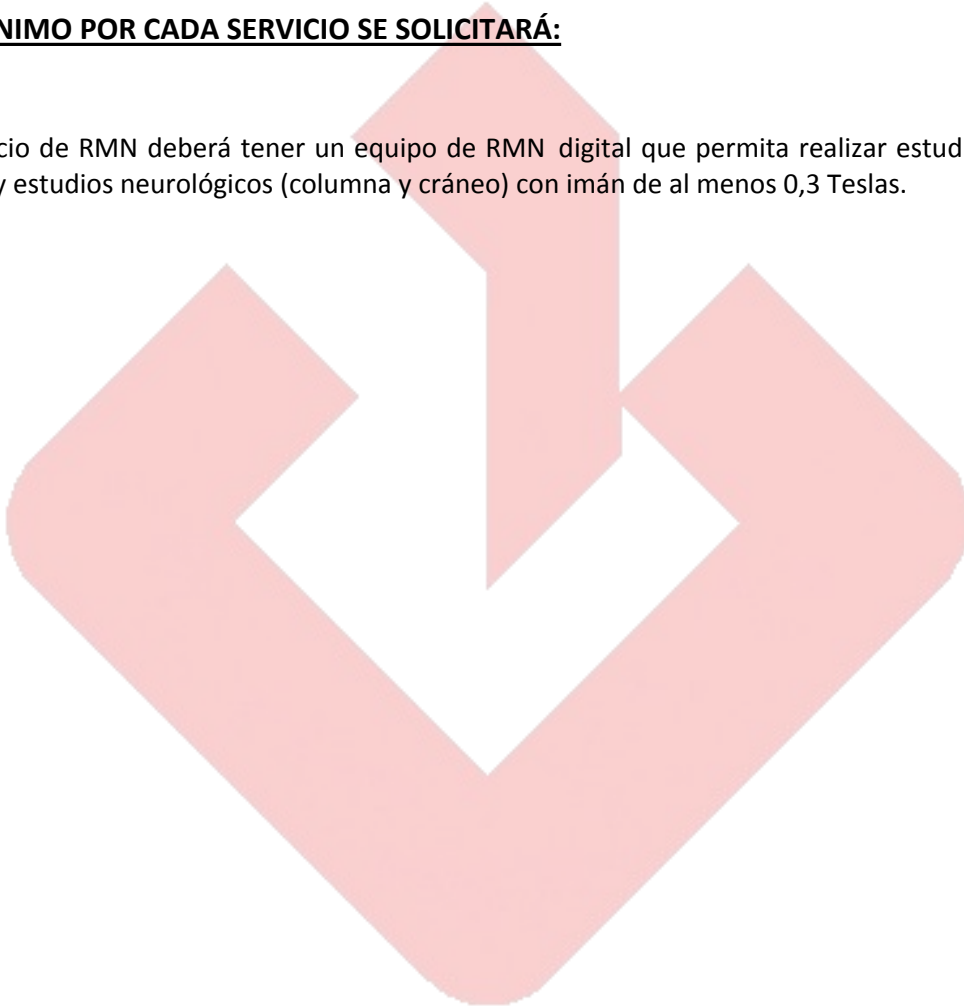 NIMO POR CADA SERVICIO SE SOLICITARÁ:
cio de RMN deberá tener un equipo de RMN digital que permita realizar estud
y estudios neurológicos (columna y cráneo) con imán de al menos 0,3 Teslas.